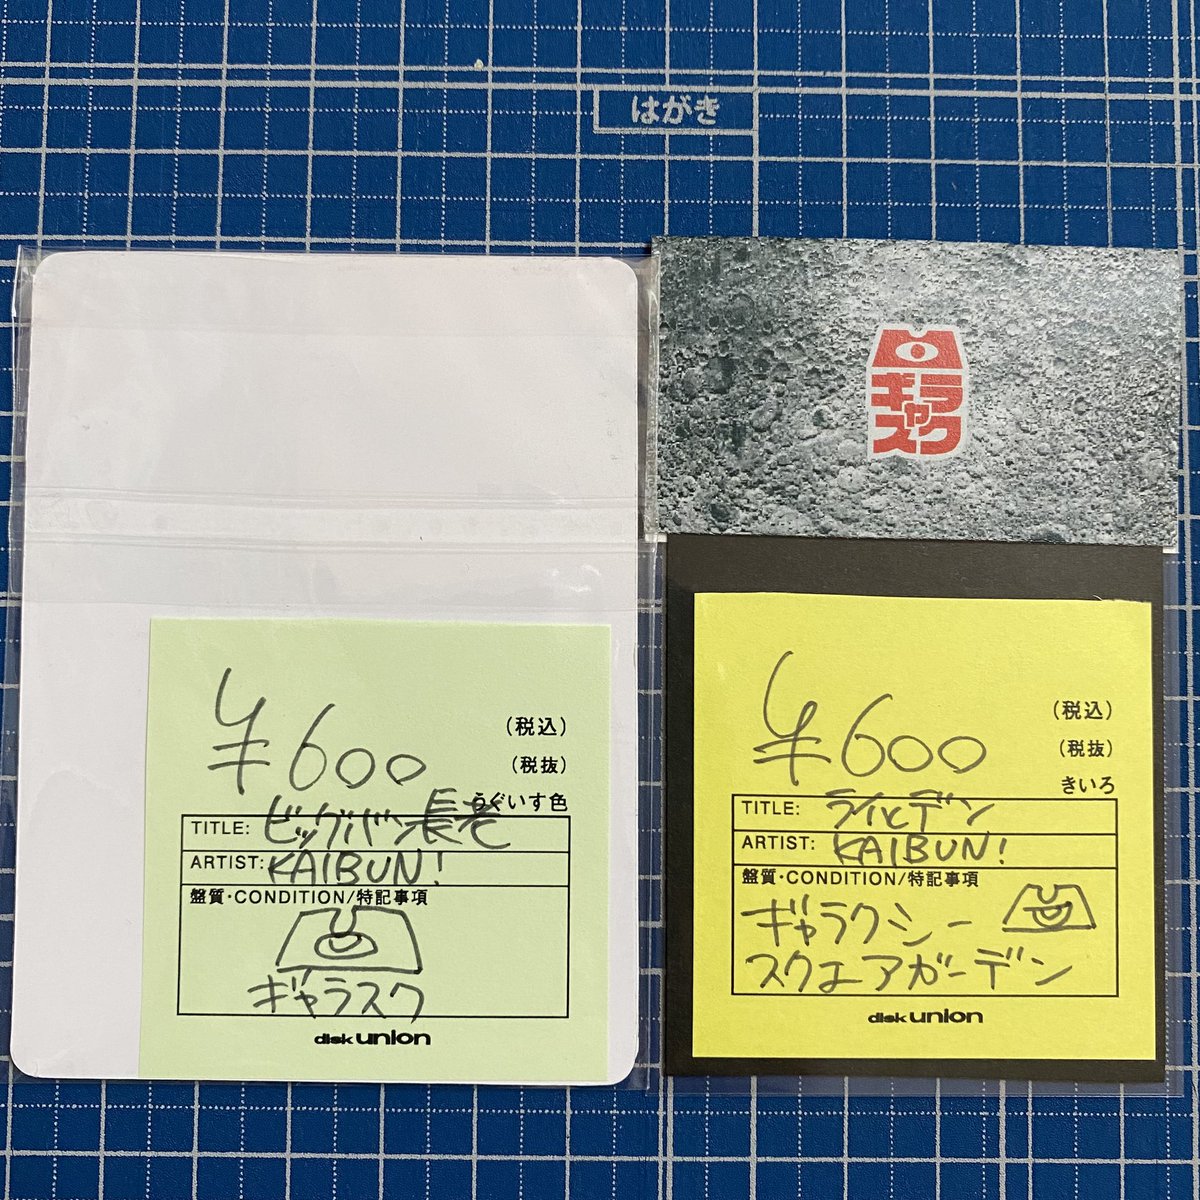 はがき
ギャラ
スク
¥600
(税込)
(税抜)
うぐいす色
TITLE: ビックバン長老
ARTIST: KAIBUN!
盤質・CONDITION/特記事項
ギャラスク
disk union
¥600
(税込)
(税抜)
きいろ
TITLE: ライヒデン
ARTIST: KAIBUN!
盤質・CONDITION/特記事項
ギャラクシー
スクエアガーデン
disk union